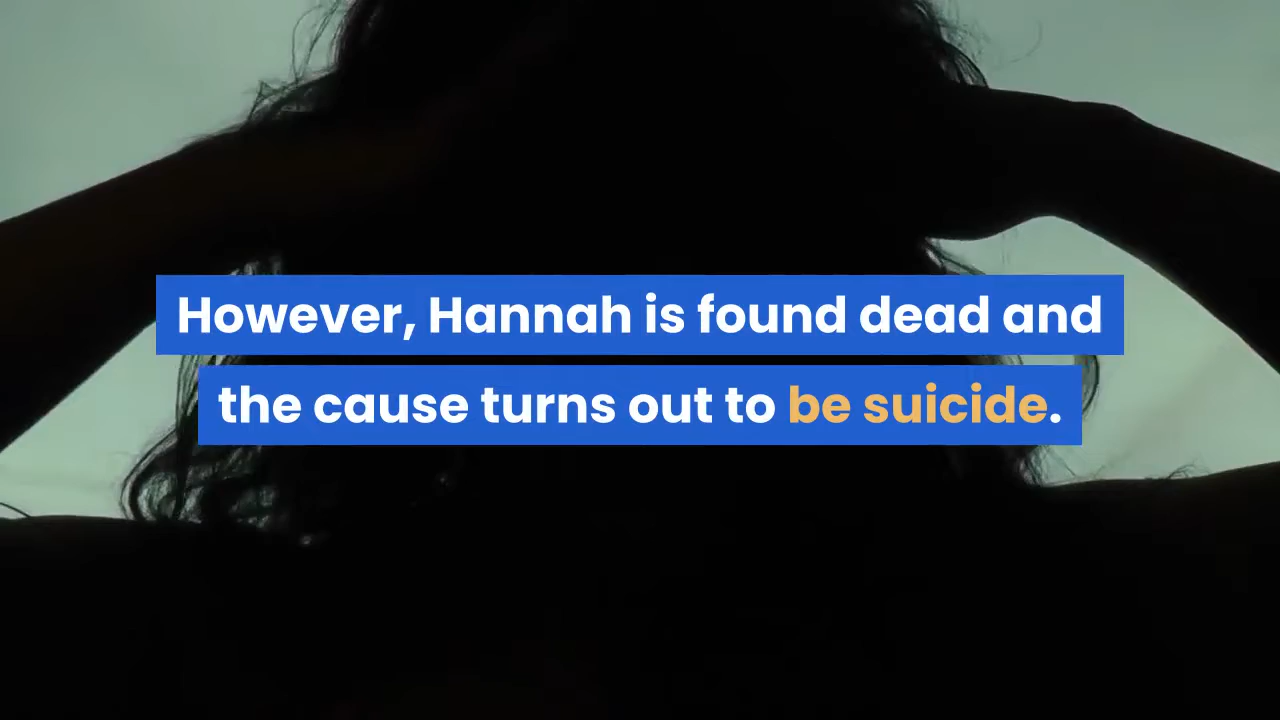 However, Hannah is found dead and
the cause turns out to be suicide.